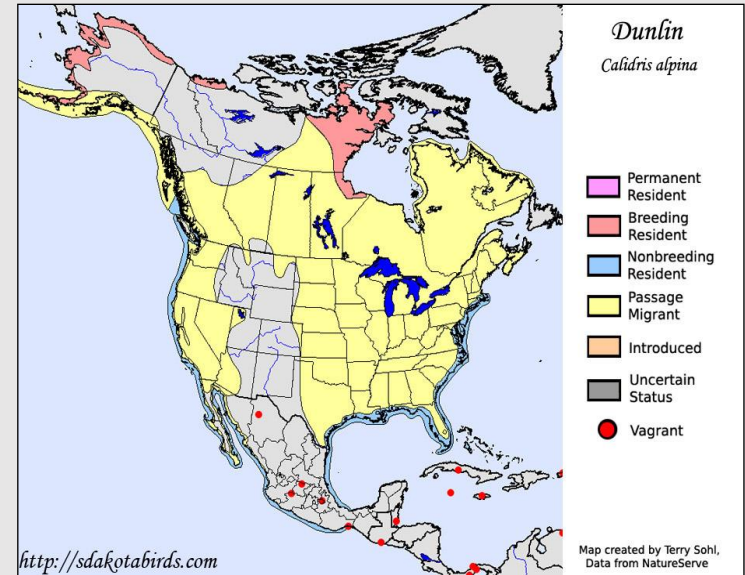 Dunlin
Calidris alpina
Permanent
Resident
Breeding
Resident
Nonbreeding
Resident
Passage
Migrant
Introduced
Uncertain
Status
Vagrant
Map created by Terry Sohl,
Data from NatureServe
http://sdakotabirds.com